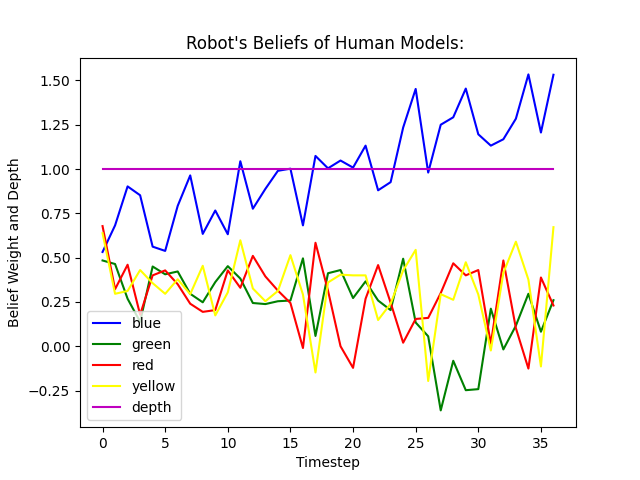 Robot's Beliefs of Human Models:
Belief Weight and Depth
1.50
1.25
1.00
0.75
0.50
0.25
0.00
−0.25
blue
green
red
yellow
depth
0 5 10 15 20 25 30 35
Timestep